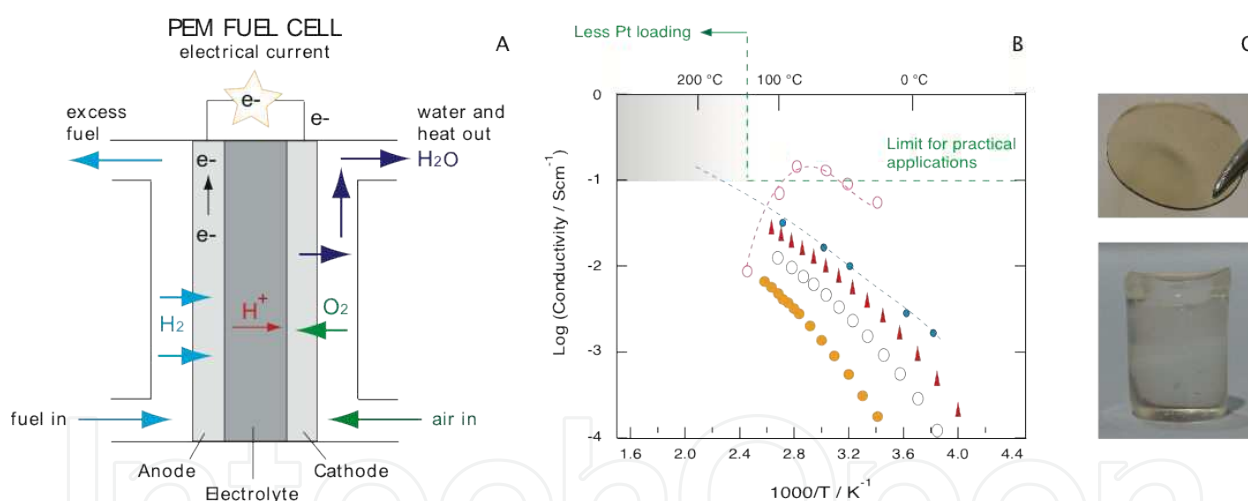 PEM FUEL CELL
electrical current
A
e-
e-
excess
fuel
water and
heat out
H2O
e-
e-
H2
H+
O2
fuel in
air in
Anode
Cathode
Electrolyte
Less Pt loading
B
200 °C
100 °C
0 °C
Limit for practical
applications
Log (Conductivity / Scm-1)
0
-1
-2
-3
-4
1.6
2.0
2.4
2.8
3.2
3.6
4.0
4.4
1000/T / K-1
C
IntechOpen